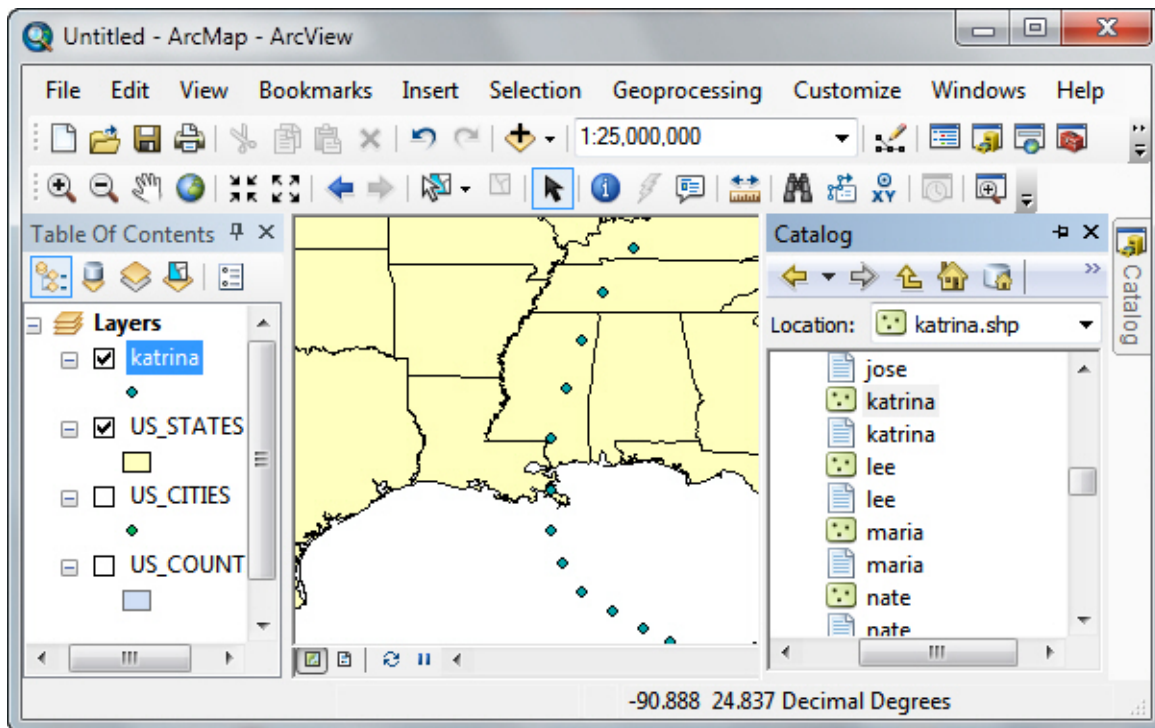 Untitled - ArcMap - ArcView
File Edit View Bookmarks Insert Selection Geoprocessing Customize Windows Help
1:25,000,000
XY
Table Of Contents
Layers
katrina
US_STATES
US_CITIES
US_COUNT
Catalog
Location: katrina.shp
jose
katrina
katrina
lee
lee
maria
maria
nate
nate
Catalog
-90.888 24.837 Decimal Degrees